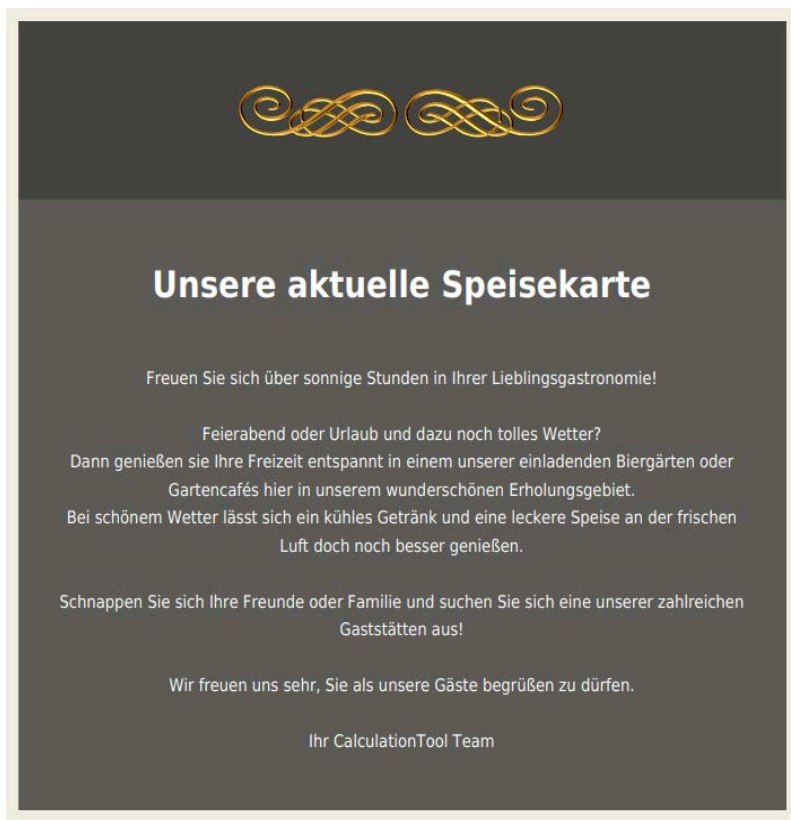 Unsere aktuelle Speisekarte
Freuen Sie sich über sonnige Stunden in Ihrer Lieblingsgastronomie!
Feierabend oder Urlaub und dazu noch tolles Wetter?
Dann genießen sie Ihre Freizeit entspannt in einem unserer einladenden Biergärten oder
Gartencafés hier in unserem wunderschönen Erholungsgebiet.
Bei schönem Wetter lässt sich ein kühles Getränk und eine leckere Speise an der frischen
Luft doch noch besser genießen.
Schnappen Sie sich Ihre Freunde oder Familie und suchen Sie sich eine unserer zahlreichen
Gaststätten aus!
Wir freuen uns sehr, Sie als unsere Gäste begrüßen zu dürfen.
Ihr CalculationTool Team